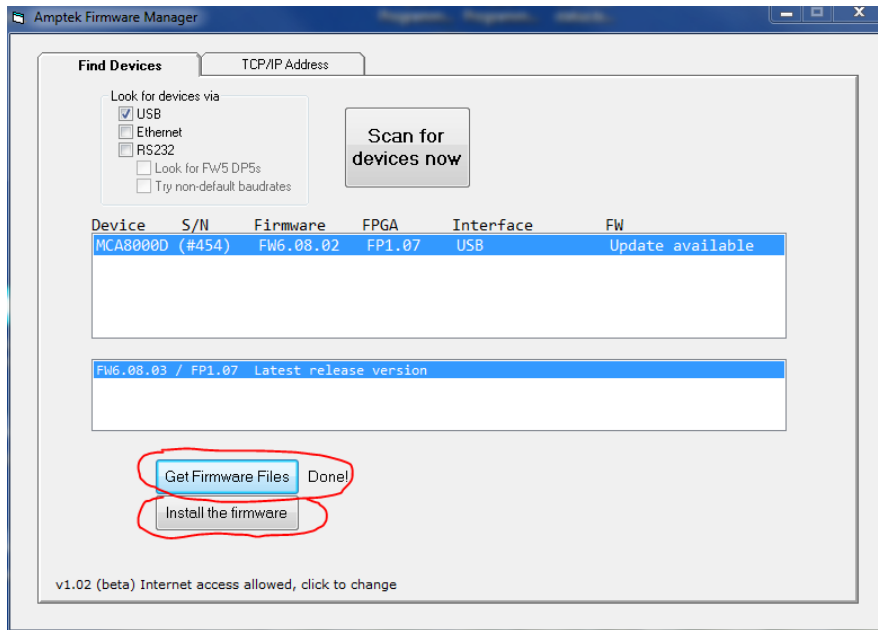 Amptek Firmware Manager
Find Devices
TCP/IP Address
Look for devices via
USB
Ethernet
RS232
Look for FW5 DP5s
Try non-default baudrates
Scan for
devices now
Device S/N Firmware FPGA Interface FW
MCA8000D (#454) FW6.08.02 FP1.07 USB Update available
FW6.08.03 / FP1.07 Latest release version
Get Firmware Files Done!
Install the firmware
v1.02 (beta) Internet access allowed, click to change